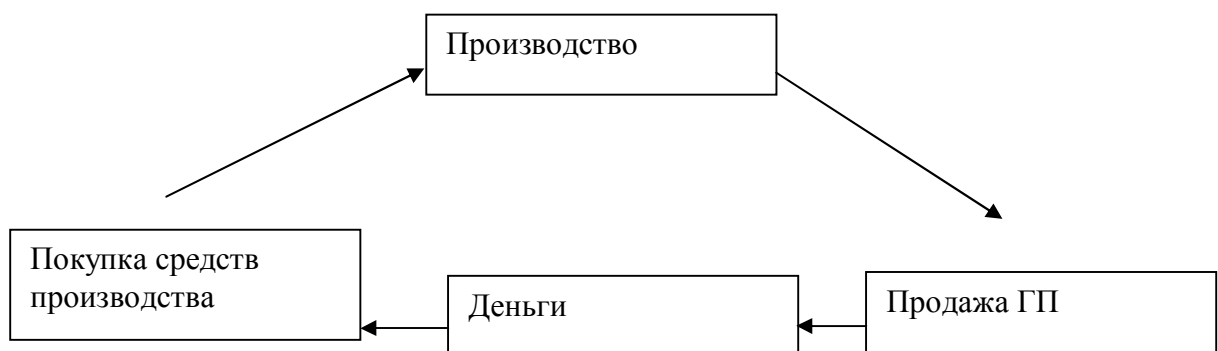 Производство
Покупка средств
производства
Деньги
Продажа ГП